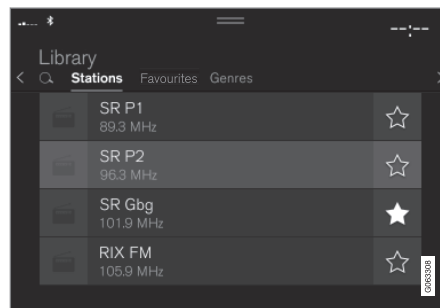 --:--
Library
Stations Favourites Genres
SR P1
89.3 MHz
SR P2
96.3 MHz
SR Gbg
101.9 MHz
RIX FM
105.9 MHz
G063308